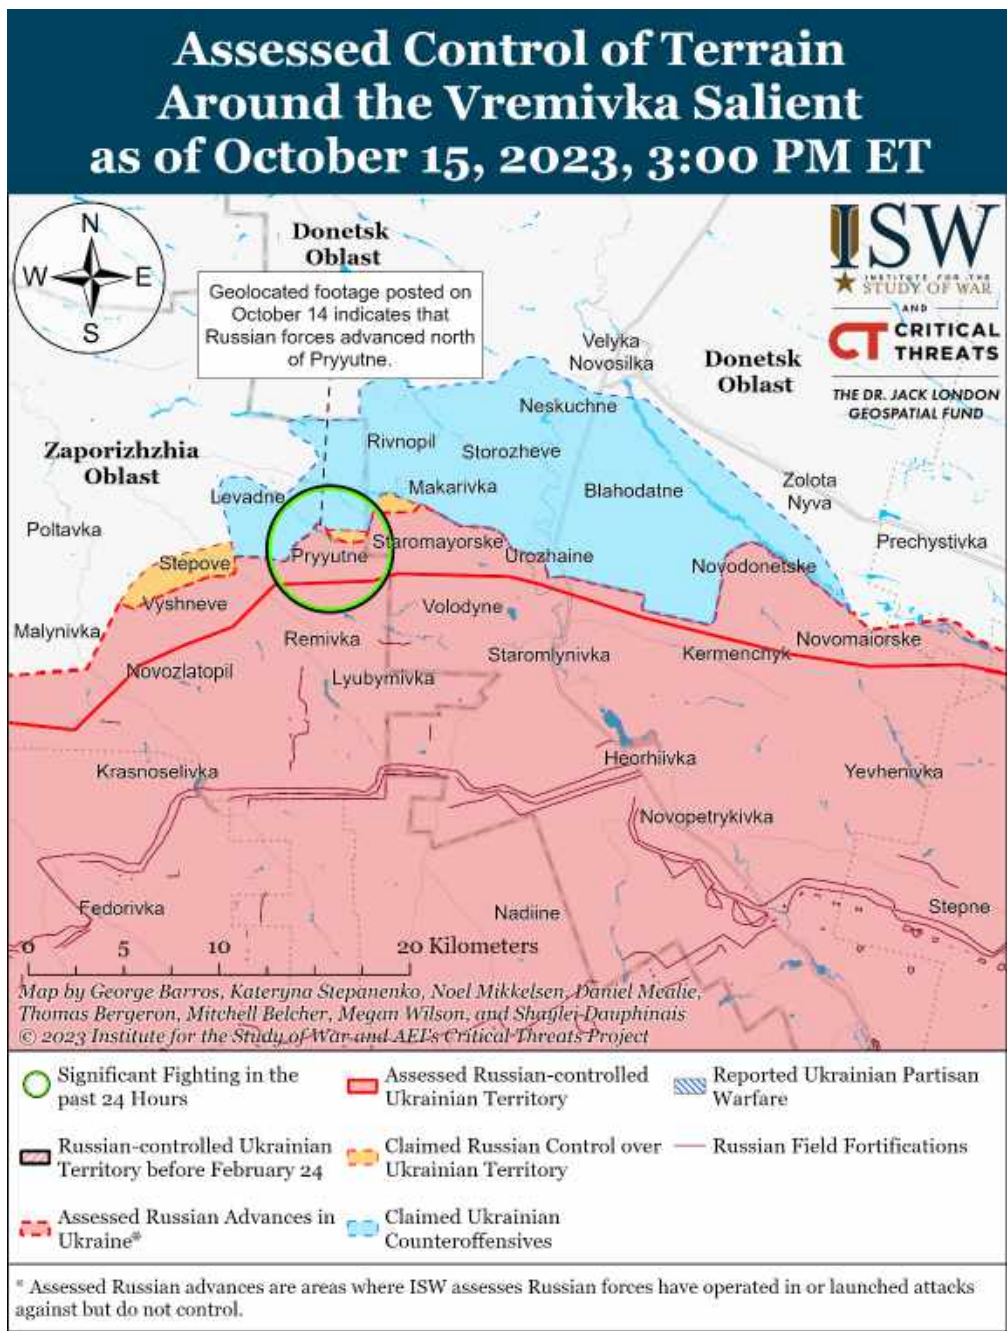 Assessed Control of Terrain
Around the Vremivka Salient
as of October 15, 2023, 3:00 PM ET
N
W
E
S
Donetsk
Oblast
Geolocated footage posted on
October 14 indicates that
Russian forces advanced north
of Pryyutne.
ISW
INSTITUTE FOR THE
STUDY OF WAR
AND
CT CRITICAL
THREATS
THE DR. JACK LONDON
GEOSPATIAL FUND
Velyka
Novosilka
Donetsk
Oblast
Neskuchne
Rivnopil
Storozheve
Zaporizhzhia
Oblast
Levadne
Makarivka
Blahodatne
Zolota
Nyva
Poltavka
Staromayorske
Prechystivka
Stepove
Pryyutne
Urozhaine
Novodonetske
Vyshneve
Volodyne
Malynivka
Remivka
Novomaiorske
Staromlynivka
Kermenchyk
Novozlatopil
Lyubymivka
Krasnoselivka
Heorhiivka
Yevhenivka
Novopetrykivka
Fedorivka
Nadiine
Stepne
0 5 10 20 Kilometers
Map by George Barros, Kateryna Stepanenko, Noel Mikkelsen, Daniel Mealie,
Thomas Bergeron, Mitchell Belcher, Megan Wilson, and Shaylei Dauphinais
© 2023 Institute for the Study of War and AEI's Critical Threats Project
Significant Fighting in the
past 24 Hours
Assessed Russian-controlled
Ukrainian Territory
Reported Ukrainian Partisan
Warfare
Russian-controlled Ukrainian
Territory before February 24
Claimed Russian Control over
Ukrainian Territory
Russian Field Fortifications
Assessed Russian Advances in
Ukraine*
Claimed Ukrainian
Counteroffensives
* Assessed Russian advances are areas where ISW assesses Russian forces have operated in or launched attacks
against but do not control.